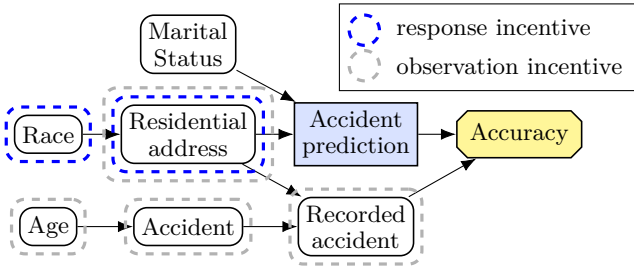 Marital
Status
response incentive
observation incentive
Race
Residential
address
Accident
prediction
Accuracy
Age
Accident
Recorded
accident